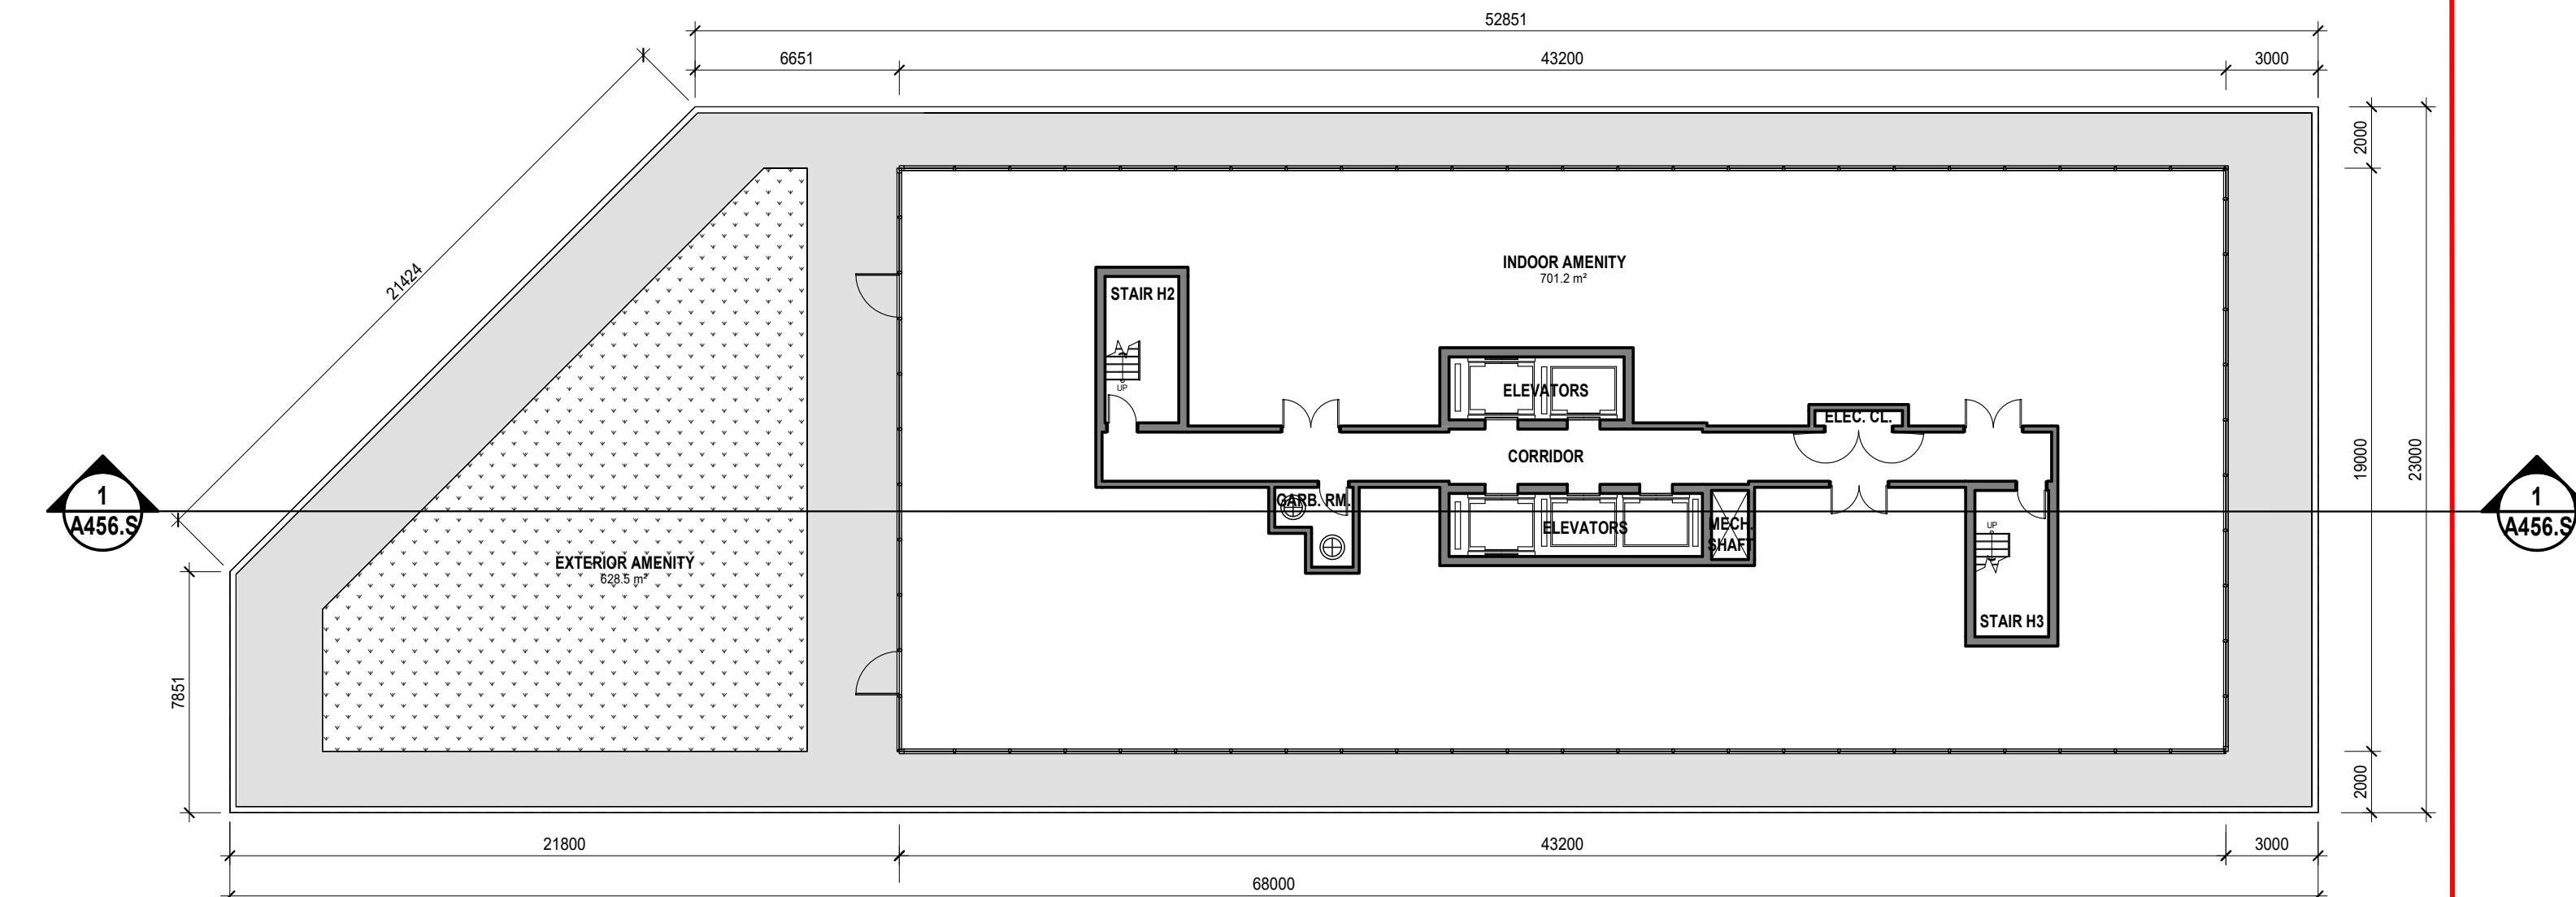 52851
6651
43200
3000
2000
21424
INDOOR AMENITY
701.2 m²
STAIR H2
UP
ELEVATORS
ELEC. CL.
CORRIDOR
19000
23000
1
A456.S
GARB. RM.
ELEVATORS
MECH.
SHAFT
UP
1
A456.S
EXTERIOR AMENITY
628.5 m²
STAIR H3
7851
2000
21800
43200
3000
68000